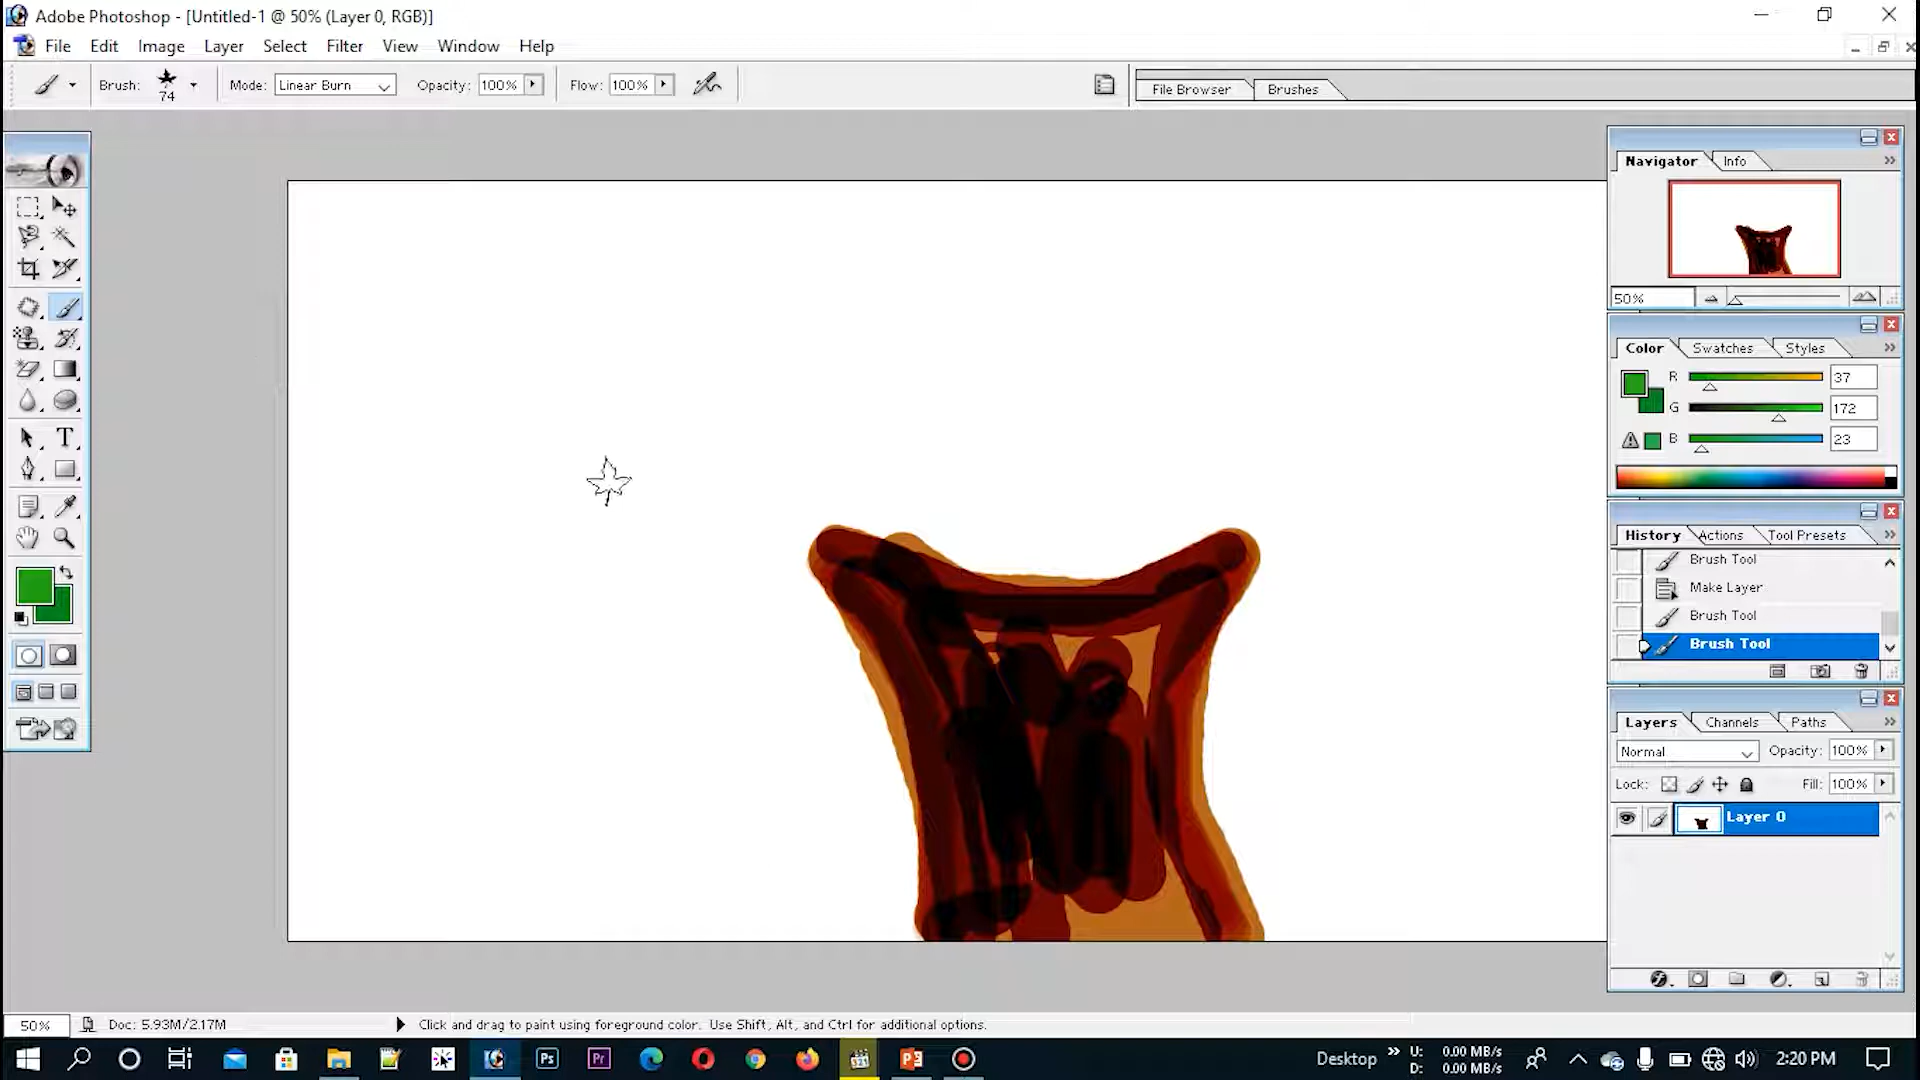 Adobe Photoshop - [Untitled-1 @ 50% (Layer 0, RGB)]
File Edit Image Layer Select Filter View Window Help
Brush: 74 Mode: Linear Burn Opacity: 100% Flow: 100% File Browser Brushes
Navigator Info
50%
Color Swatches Styles
R 37
G 172
B 23
History Actions Tool Presets
Brush Tool
Make Layer
Brush Tool
Brush Tool
Layers Channels Paths
Normal Opacity: 100%
Lock: Fill: 100%
Layer 0
50% Doc: 5.93M/2.17M Click and drag to paint using foreground color. Use Shift, Alt, and Ctrl for additional options.
Desktop U: 0.00 MB/s
D: 0.00 MB/s
2:20 PM